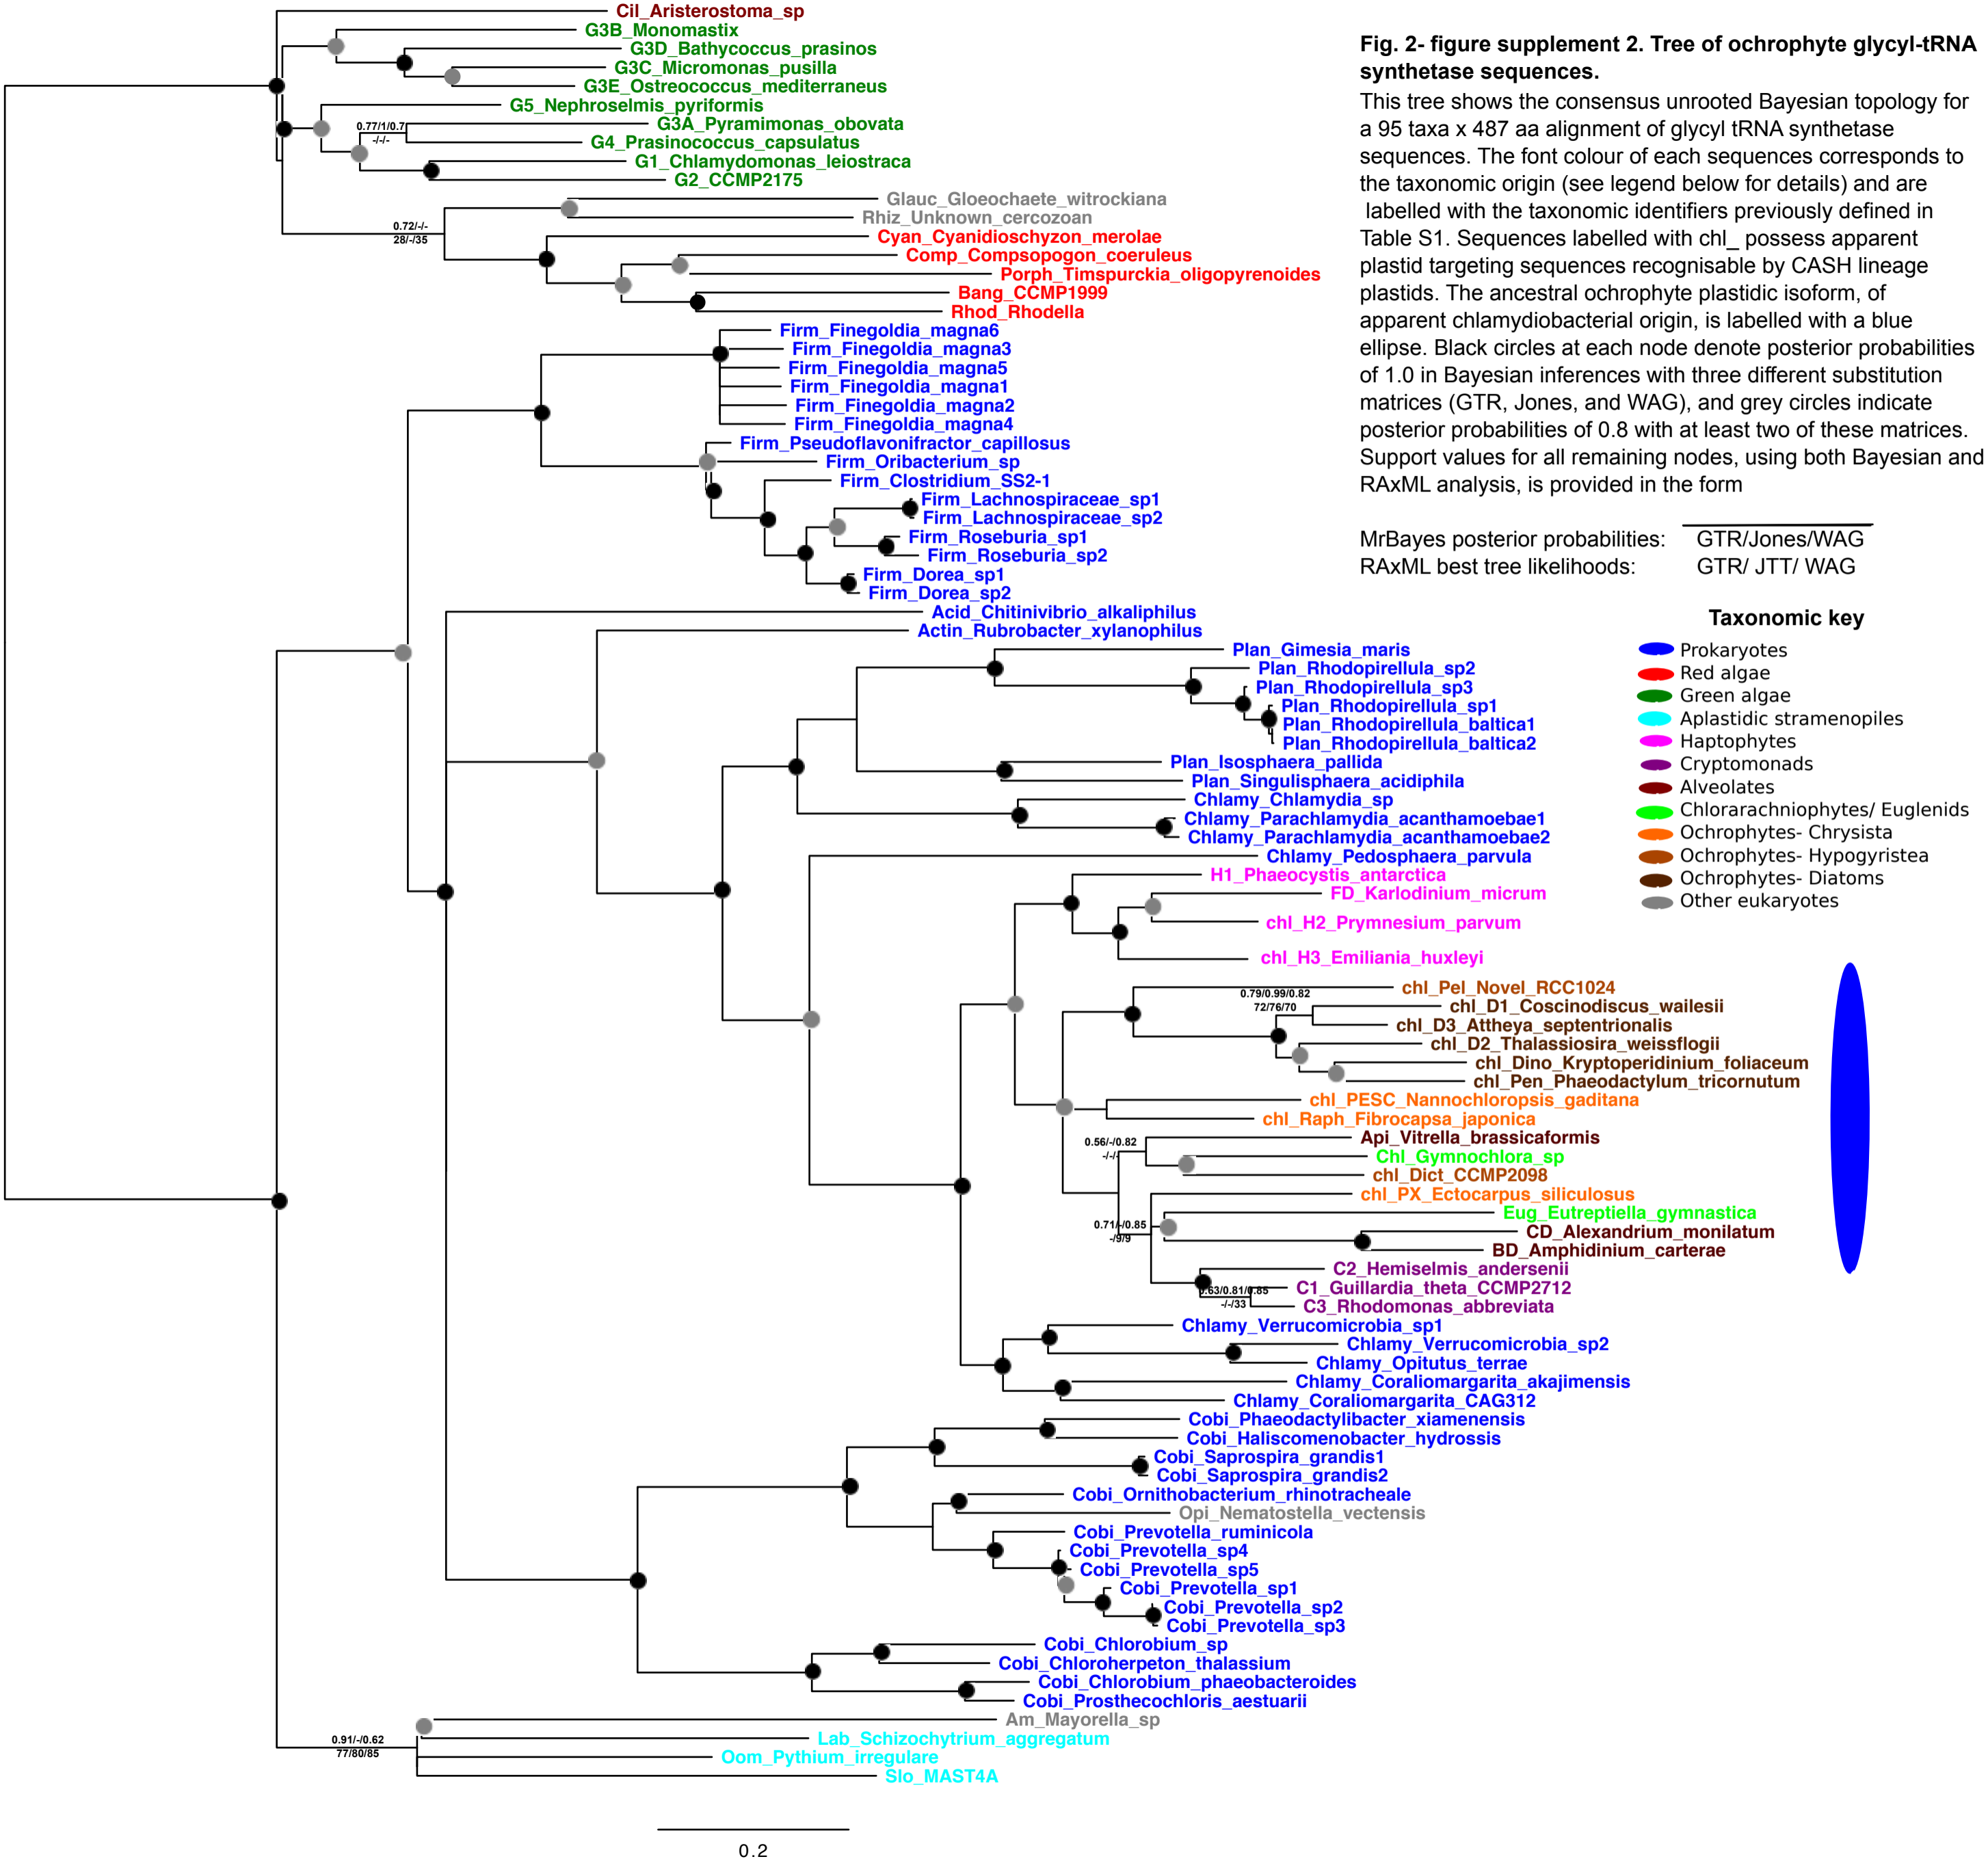 Cil_Aristerostoma_sp
G3B_Monomastix
G3D_Bathycoccus_prasinos
G3C_Micromonas_pusilla
G3E_Ostreococcus_mediterraneus
G5_Nephroselmis_pyriformis
0.77/1/0.7
-/-/-
G3A_Pyramimonas_obovata
G4_Prasinococcus_capsulatus
G1_Chlamydomonas_leiostraca
G2_CCMP2175
Glauc_Gloeochaete_witrockiana
Rhiz_Unknown_cercozoan
0.72/-/-
28/-/35
Cyan_Cyanidioschyzon_merolae
Comp_Compsopogon_coeruleus
Porph_Timspurckia_oligopyrenoides
Bang_CCMP1999
Rhod_Rhodella
Firm_Finegoldia_magna6
Firm_Finegoldia_magna3
Firm_Finegoldia_magna5
Firm_Finegoldia_magna1
Firm_Finegoldia_magna2
Firm_Finegoldia_magna4
Firm_Pseudoflavonifractor_capillosus
Firm_Oribacterium_sp
Firm_Clostridium_SS2-1
Firm_Lachnospiraceae_sp1
Firm_Lachnospiraceae_sp2
Firm_Roseburia_sp1
Firm_Roseburia_sp2
Firm_Dorea_sp1
Firm_Dorea_sp2
Acid_Chitinivibrio_alkaliphilus
Actin_Rubrobacter_xylanophilus
Plan_Gimesia_maris
Plan_Rhodopirellula_sp2
Plan_Rhodopirellula_sp3
Plan_Rhodopirellula_sp1
Plan_Rhodopirellula_baltica1
Plan_Rhodopirellula_baltica2
Plan_Isosphaera_pallida
Plan_Singulisphaera_acidiphila
Chlamy_Chlamydia_sp
Chlamy_Parachlamydia_acanthamoebae1
Chlamy_Parachlamydia_acanthamoebae2
Chlamy_Pedosphaera_parvula
H1_Phaeocystis_antarctica
FD_Karlodinium_micrum
chl_H2_Prymnesium_parvum
chl_H3_Emiliania_huxleyi
chl_Pel_Novel_RCC1024
0.79/0.99/0.82
72/76/70
chl_D1_Coscinodiscus_wailesii
chl_D3_Attheya_septentrionalis
chl_D2_Thalassiosira_weissflogii
chl_Dino_Kryptoperidinium_foliaceum
chl_Pen_Phaeodactylum_tricornutum
chl_PESC_Nannochloropsis_gaditana
chl_Raph_Fibrocapsa_japonica
0.56/-/0.82
-/-/-
Api_Vitrella_brassicaformis
Chl_Gymnochlora_sp
chl_Dict_CCMP2098
chl_PX_Ectocarpus_siliculosus
0.71/-/0.85
-/9/9
Eug_Eutreptiella_gymnastica
CD_Alexandrium_monilatum
BD_Amphidinium_carterae
C2_Hemiselmis_andersenii
0.63/0.81/0.85
-/-/33
C1_Guillardia_theta_CCMP2712
C3_Rhodomonas_abbreviata
Chlamy_Verrucomicrobia_sp1
Chlamy_Verrucomicrobia_sp2
Chlamy_Opitutus_terrae
Chlamy_Coraliomargarita_akajimensis
Chlamy_Coraliomargarita_CAG312
Cobi_Phaeodactylibacter_xiamenensis
Cobi_Haliscomenobacter_hydrossis
Cobi_Saprospira_grandis1
Cobi_Saprospira_grandis2
Cobi_Ornithobacterium_rhinotracheale
Opi_Nematostella_vectensis
Cobi_Prevotella_ruminicola
Cobi_Prevotella_sp4
Cobi_Prevotella_sp5
Cobi_Prevotella_sp1
Cobi_Prevotella_sp2
Cobi_Prevotella_sp3
Cobi_Chlorobium_sp
Cobi_Chloroherpeton_thalassium
Cobi_Chlorobium_phaeobacteroides
Cobi_Prosthecochloris_aestuarii
Am_Mayorella_sp
0.91/-/0.62
77/80/85
Lab_Schizochytrium_aggregatum
Oom_Pythium_irregulare
Slo_MAST4A
0.2
Fig. 2- figure supplement 2. Tree of ochrophyte glycyl-tRNA
synthetase sequences.
This tree shows the consensus unrooted Bayesian topology for
a 95 taxa x 487 aa alignment of glycyl tRNA synthetase
sequences. The font colour of each sequences corresponds to
the taxonomic origin (see legend below for details) and are
labelled with the taxonomic identifiers previously defined in
Table S1. Sequences labelled with chl_ possess apparent
plastid targeting sequences recognisable by CASH lineage
plastids. The ancestral ochrophyte plastidic isoform, of
apparent chlamydiobacterial origin, is labelled with a blue
ellipse. Black circles at each node denote posterior probabilities
of 1.0 in Bayesian inferences with three different substitution
matrices (GTR, Jones, and WAG), and grey circles indicate
posterior probabilities of 0.8 with at least two of these matrices.
Support values for all remaining nodes, using both Bayesian and
RAxML analysis, is provided in the form
MrBayes posterior probabilities: GTR/Jones/WAG
RAxML best tree likelihoods: GTR/ JTT/ WAG
Taxonomic key
Prokaryotes
Red algae
Green algae
Aplastidic stramenopiles
Haptophytes
Cryptomonads
Alveolates
Chlorarachniophytes/ Euglenids
Ochrophytes- Chrysista
Ochrophytes- Hypogyristea
Ochrophytes- Diatoms
Other eukaryotes